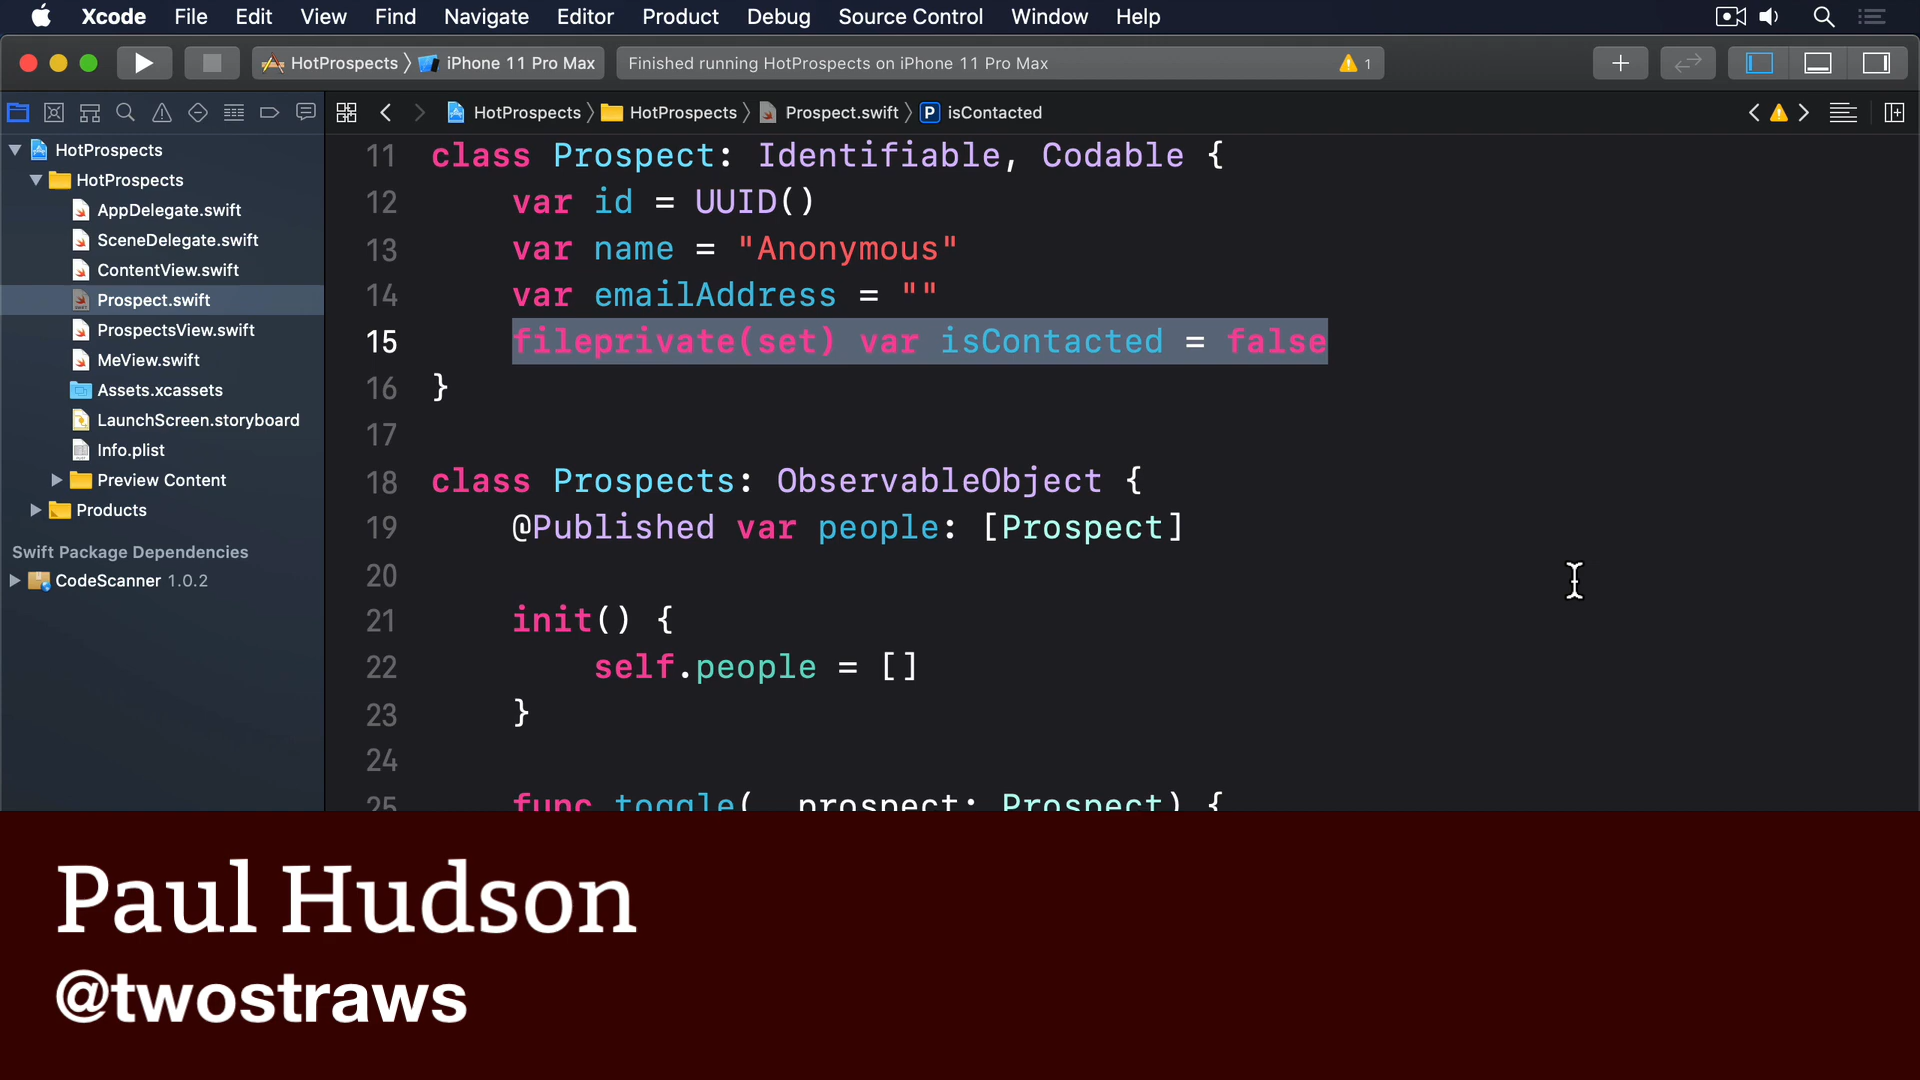 Xcode File Edit View Find Navigate Editor Product Debug Source Control Window Help
HotProspects iPhone 11 Pro Max Finished running HotProspects on iPhone 11 Pro Max 1
HotProspects HotProspects Prospect.swift P isContacted
HotProspects
HotProspects
AppDelegate.swift
SceneDelegate.swift
ContentView.swift
Prospect.swift
ProspectsView.swift
MeView.swift
Assets.xcassets
LaunchScreen.storyboard
Info.plist
Preview Content
Products
Swift Package Dependencies
CodeScanner 1.0.2
11 class Prospect: Identifiable, Codable {
12 var id = UUID()
13 var name = "Anonymous"
14 var emailAddress = ""
15 fileprivate(set) var isContacted = false
16 }
17
18 class Prospects: ObservableObject {
19 @Published var people: [Prospect]
20
21 init() {
22 self.people = []
23 }
24
25 func toggle(_ prospect: Prospect) {
Paul Hudson
@twostraws